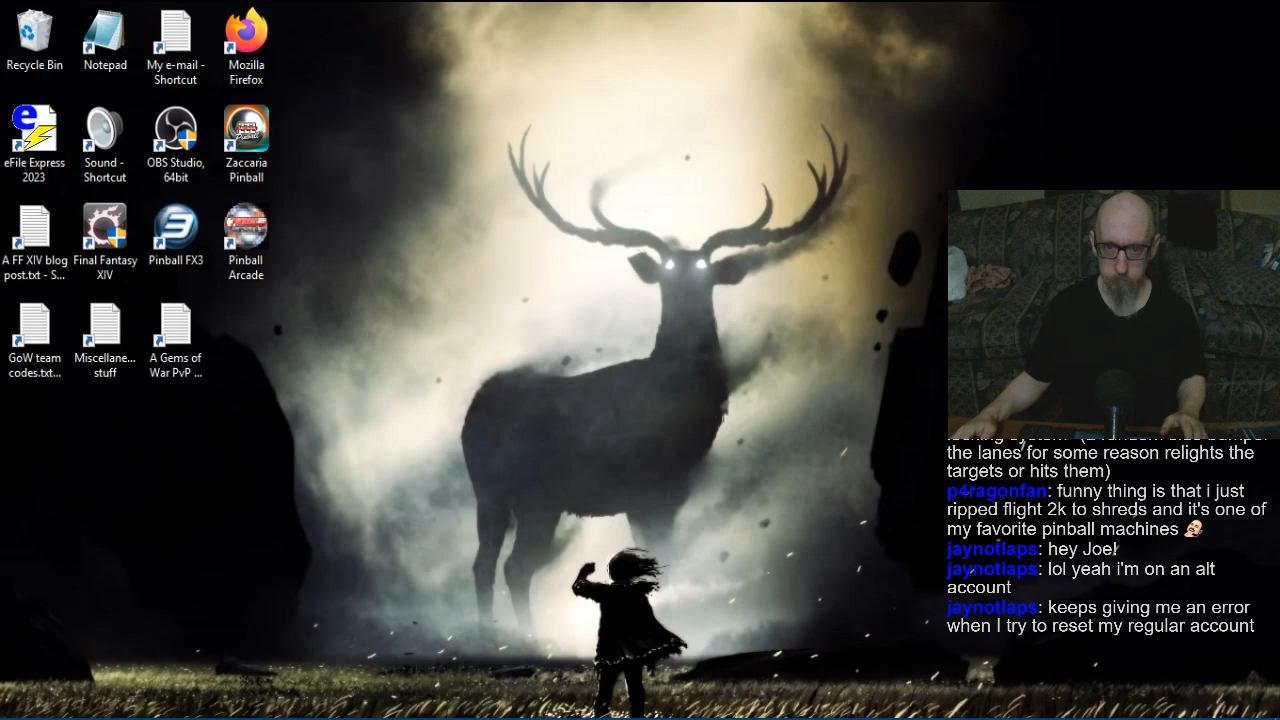 Recycle Bin
Notepad
My e-mail -
Shortcut
Mozilla
Firefox
eFile Express
2023
Sound -
Shortcut
OBS Studio,
64bit
Zaccaria
Pinball
A FF XIV blog
post.txt - S...
Final Fantasy
XIV
Pinball FX3
Pinball
Arcade
GoW team
codes.txt...
Miscellane...
stuff
A Gems of
War PvP ...
the lanes for some reason relights the
targets or hits them)
p4ragonfan: funny thing is that i just
ripped flight 2k to shreds and it's one of
my favorite pinball machines
jaynotlaps: hey Joe!
jaynotlaps: lol yeah i'm on an alt
account
jaynotlaps: keeps giving me an error
when I try to reset my regular account